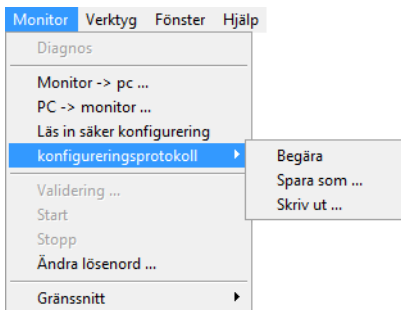 Monitor Verktyg Fönster Hjälp
Diagnos
Monitor -> pc ...
PC -> monitor ...
Läs in säker konfigurering
konfigureringsprotokoll
Begära
Spara som ...
Skriv ut ...
Validering ...
Start
Stopp
Ändra lösenord ...
Gränssnitt